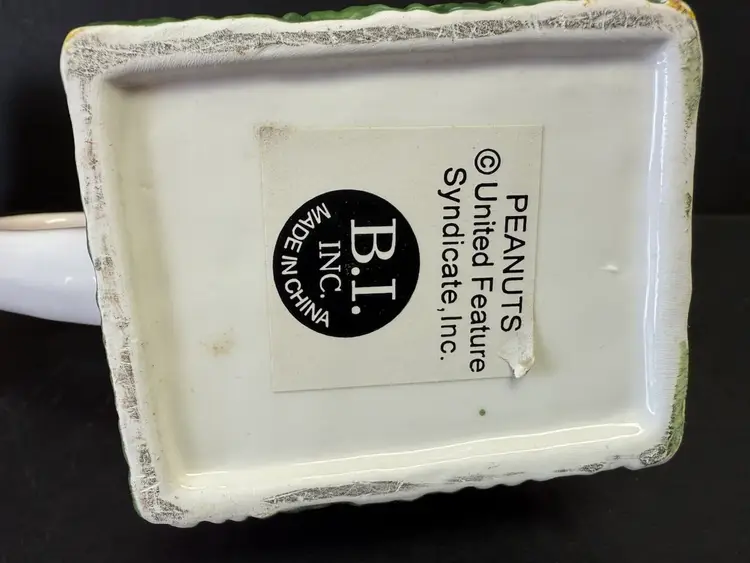 PEANUTS
© United Feature
Syndicate, Inc.
B.I.
INC.
MADE IN CHINA